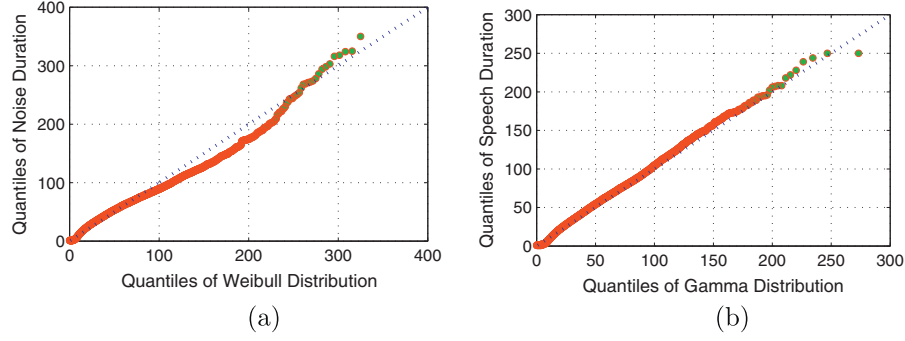 Quantiles of Noise Duration
400
300
200
100
0
0 100 200 300 400
Quantiles of Weibull Distribution
(a)
Quantiles of Speech Duration
300
250
200
150
100
50
0
0 50 100 150 200 250 300
Quantiles of Gamma Distribution
(b)